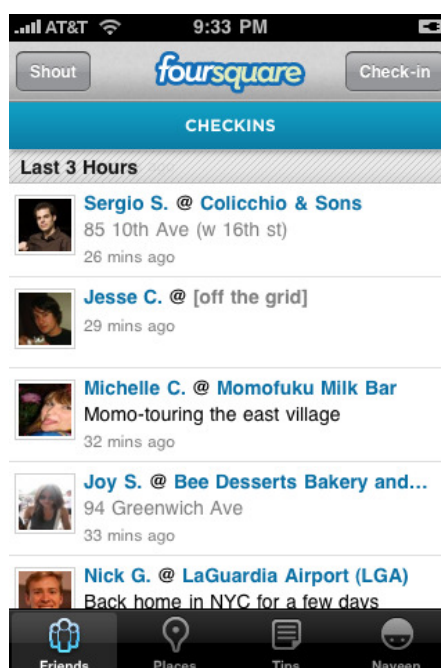 AT&T 9:33 PM
Shout foursquare Check-in
CHECKINS
Last 3 Hours
Sergio S. @ Colicchio & Sons
85 10th Ave (w 16th st)
26 mins ago
Jesse C. @ [off the grid]
29 mins ago
Michelle C. @ Momofuku Milk Bar
Momo-touring the east village
32 mins ago
Joy S. @ Bee Desserts Bakery and...
94 Greenwich Ave
33 mins ago
Nick G. @ LaGuardia Airport (LGA)
Back home in NYC for a few days
Friends Places Tips Naveen